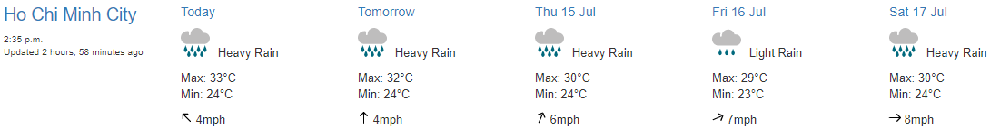 Ho Chi Minh City
2:35 p.m.
Updated 2 hours, 58 minutes ago
Today
Heavy Rain
Max: 33°C
Min: 24°C
4mph
Tomorrow
Heavy Rain
Max: 32°C
Min: 24°C
4mph
Thu 15 Jul
Heavy Rain
Max: 30°C
Min: 24°C
6mph
Fri 16 Jul
Light Rain
Max: 29°C
Min: 23°C
7mph
Sat 17 Jul
Heavy Rain
Max: 30°C
Min: 24°C
8mph